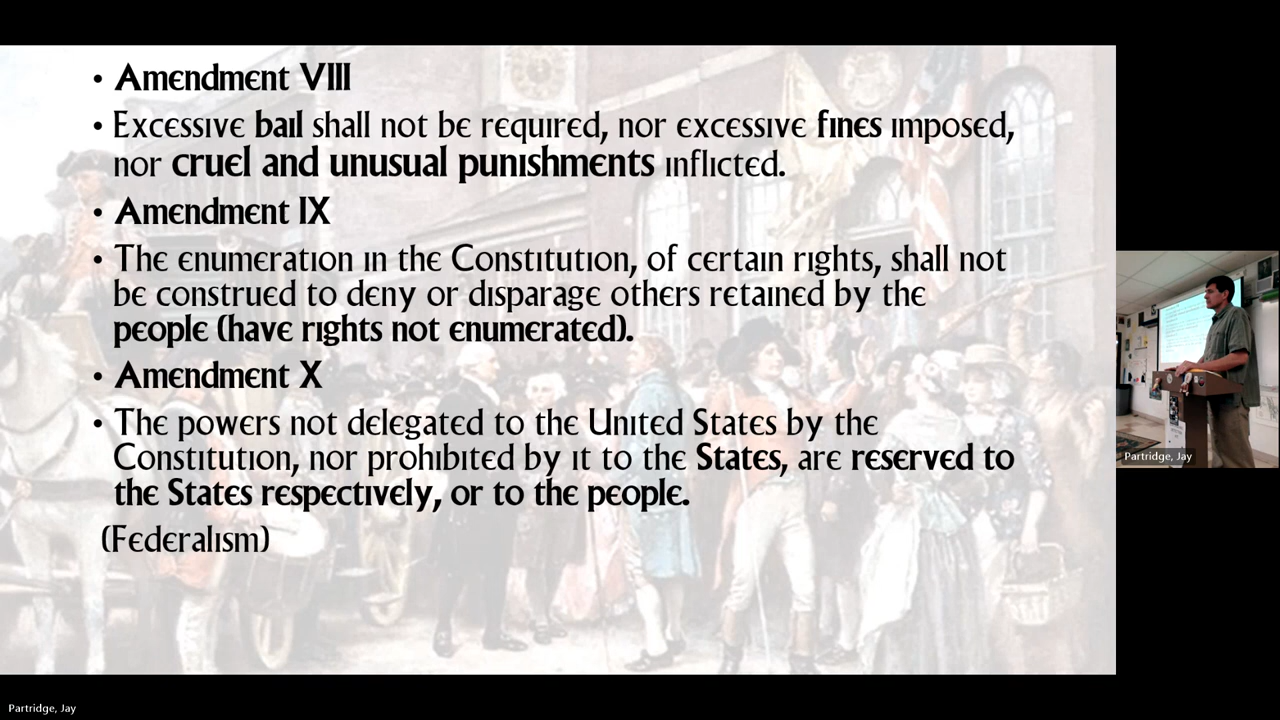 • Amendment VIII
• Excessive bail shall not be required, nor excessive fines imposed,
nor cruel and unusual punishments inflicted.
• Amendment IX
• The enumeration in the Constitution, of certain rights, shall not
be construed to deny or disparage others retained by the
people (have rights not enumerated).
• Amendment X
• The powers not delegated to the United States by the
Constitution, nor prohibited by it to the States, are reserved to
the States respectively, or to the people.
(Federalism)
Partridge, Jay
Partridge, Jay